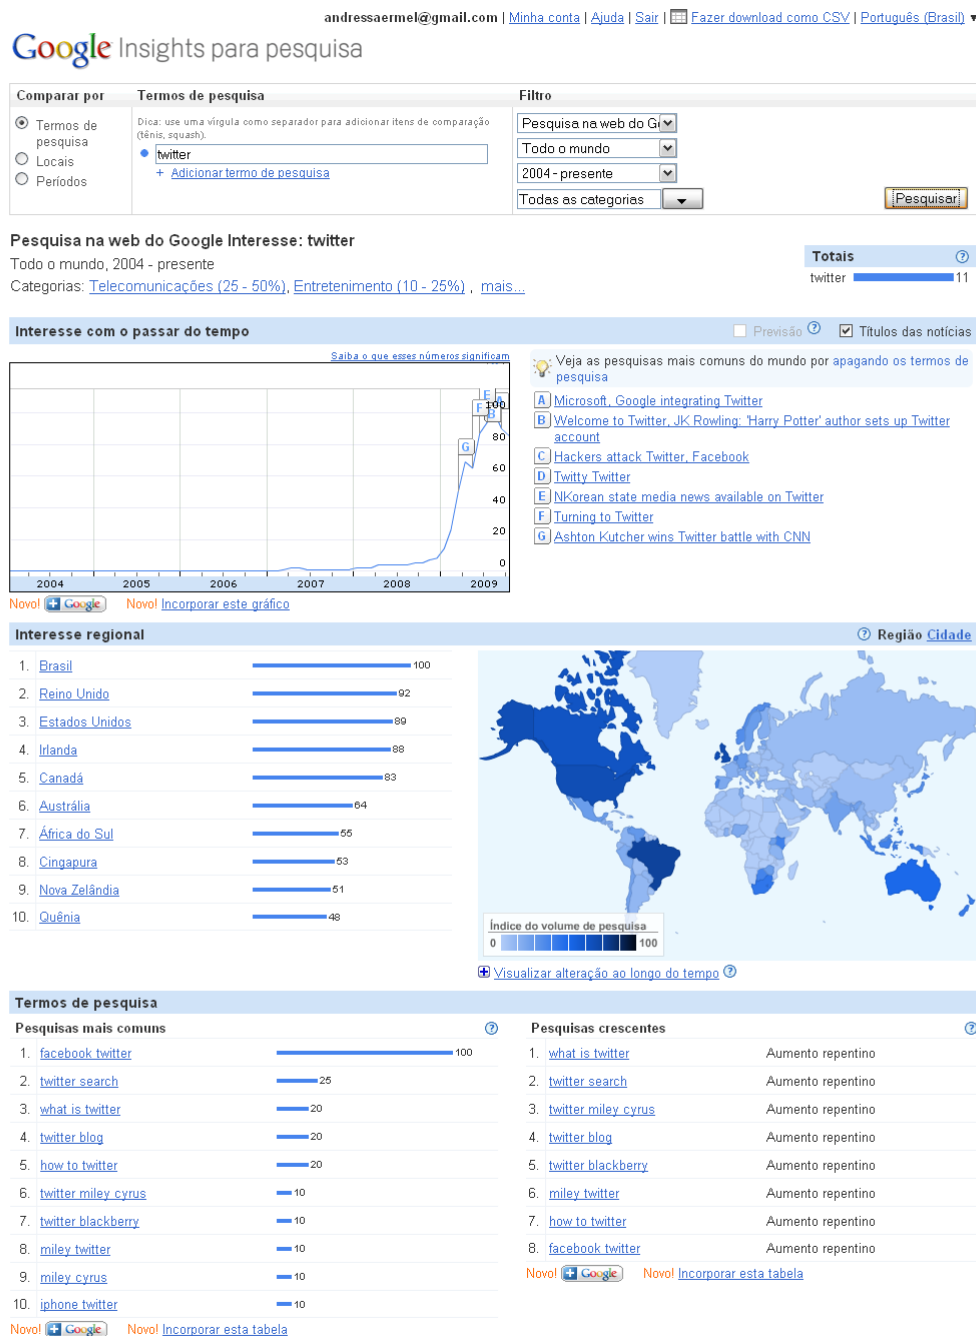 andressaermel@gmail.com | Minha conta | Ajuda | Sair | Fazer download como CSV | Português (Brasil)
Google Insights para pesquisa
Comparar por Termos de pesquisa Filtro
Termos de pesquisa
Locais
Períodos
Dica: use uma vírgula como separador para adicionar itens de comparação (tênis, squash).
twitter
+ Adicionar termo de pesquisa
Pesquisa na web do Go
Todo o mundo
2004 - presente
Todas as categorias
Pesquisar
Pesquisa na web do Google Interesse: twitter
Todo o mundo, 2004 - presente
Categorias: Telecomunicações (25 - 50%), Entretenimento (10 - 25%) , mais...
Totais
twitter 11
Interesse com o passar do tempo
Previsão Títulos das notícias
Saiba o que esses números significam
E
A
F 100
B
80
G
60
40
20
0
2004 2005 2006 2007 2008 2009
Novo! Google Novo! Incorporar este gráfico
Veja as pesquisas mais comuns do mundo por apagando os termos de pesquisa
A Microsoft, Google integrating Twitter
B Welcome to Twitter, JK Rowling: 'Harry Potter' author sets up Twitter account
C Hackers attack Twitter, Facebook
D Twitty Twitter
E NKorean state media news available on Twitter
F Turning to Twitter
G Ashton Kutcher wins Twitter battle with CNN
Interesse regional
Região Cidade
1. Brasil 100
2. Reino Unido 92
3. Estados Unidos 89
4. Irlanda 88
5. Canadá 83
6. Austrália 64
7. África do Sul 55
8. Cingapura 53
9. Nova Zelândia 51
10. Quênia 48
Índice do volume de pesquisa
0 100
Visualizar alteração ao longo do tempo
Termos de pesquisa
Pesquisas mais comuns
1. facebook twitter 100
2. twitter search 25
3. what is twitter 20
4. twitter blog 20
5. how to twitter 20
6. twitter miley cyrus 10
7. twitter blackberry 10
8. miley twitter 10
9. miley cyrus 10
10. iphone twitter 10
Novo! Google Novo! Incorporar esta tabela
Pesquisas crescentes
1. what is twitter Aumento repentino
2. twitter search Aumento repentino
3. twitter miley cyrus Aumento repentino
4. twitter blog Aumento repentino
5. twitter blackberry Aumento repentino
6. miley twitter Aumento repentino
7. how to twitter Aumento repentino
8. facebook twitter Aumento repentino
Novo! Google Novo! Incorporar esta tabela